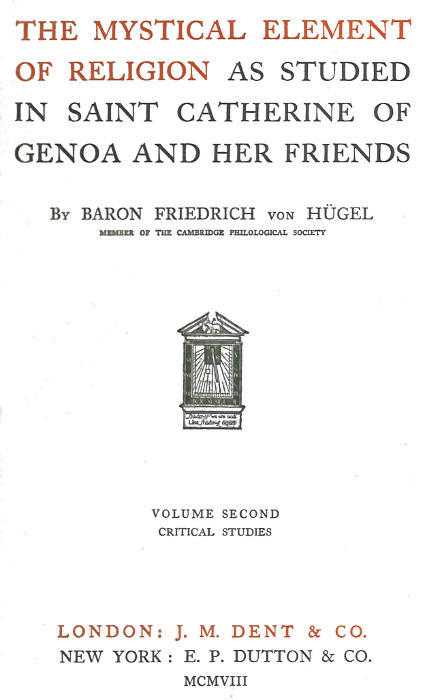 THE MYSTICAL ELEMENT
OF RELIGION AS STUDIED
IN SAINT CATHERINE OF
GENOA AND HER FRIENDS
By BARON FRIEDRICH VON HÜGEL
MEMBER OF THE CAMBRIDGE PHILOLOGICAL SOCIETY
VOLUME SECOND
CRITICAL STUDIES
LONDON: J. M. DENT & CO.
NEW YORK: E. P. DUTTON & CO.
MCMVIII